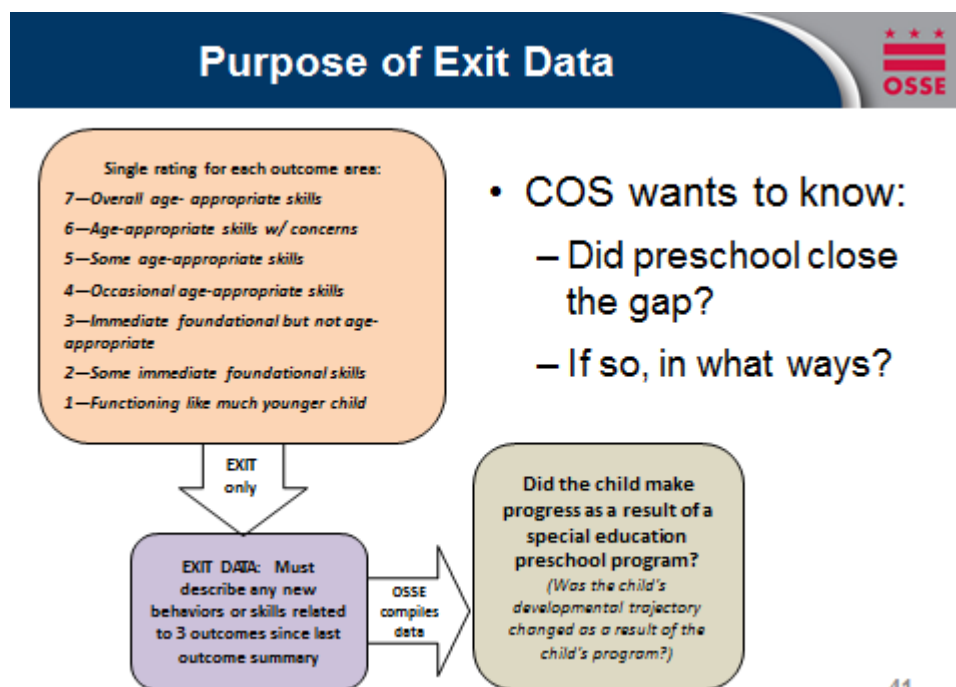 Purpose of Exit Data
OSSE
Single rating for each outcome area:
7—Overall age- appropriate skills
6—Age-appropriate skills w/ concerns
5—Some age-appropriate skills
4—Occasional age-appropriate skills
3—Immediate foundational but not age-
appropriate
2—Some immediate foundational skills
1—Functioning like much younger child
• COS wants to know:
– Did preschool close
the gap?
– If so, in what ways?
EXIT
only
EXIT DATA: Must
describe any new
behaviors or skills related
to 3 outcomes since last
outcome summary
OSSE
compiles
data
Did the child make
progress as a result of a
special education
preschool program?
(Was the child's
developmental trajectory
changed as a result of the
child's program?)